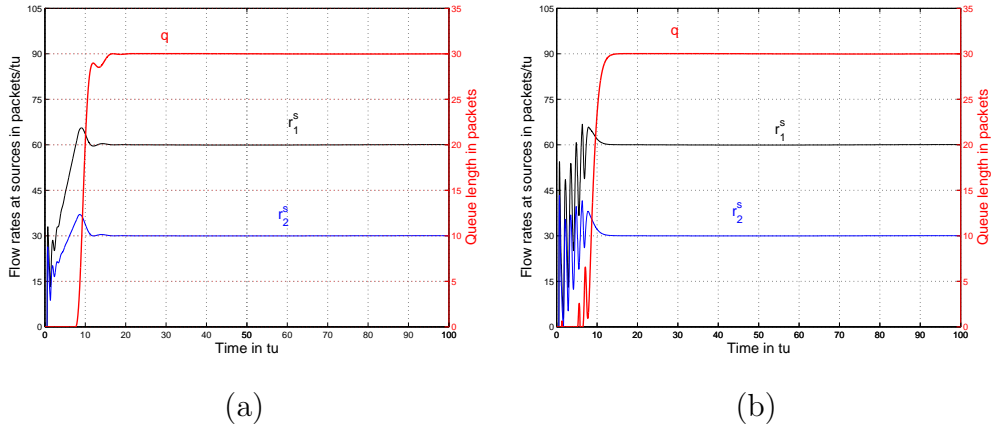 105
90
75
60
45
30
15
0
Flow rates at sources in packets/tu
0 10 20 30 40 50 60 70 80 90 100
Time in tu
35
30
25
20
15
10
5
0
Queue length in packets
q
r₁ˢ
r₂ˢ
(a)
105
90
75
60
45
30
15
0
Flow rates at sources in packets/tu
0 10 20 30 40 50 60 70 80 90 100
Time in tu
35
30
25
20
15
10
5
0
Queue length in packets
q
r₁ˢ
r₂ˢ
(b)